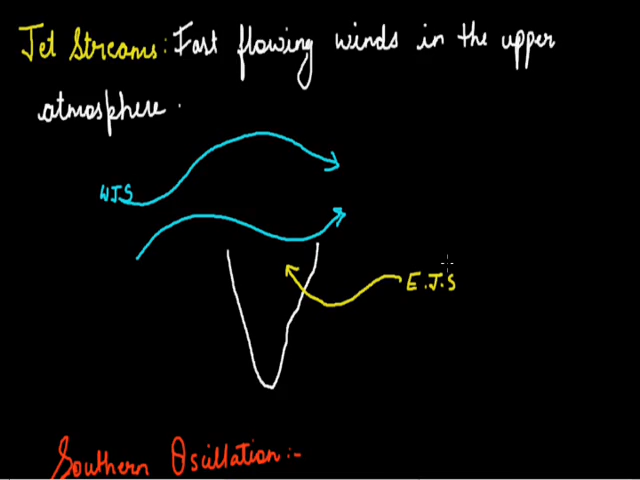 Jet Streams: Fast flowing winds in the upper
atmosphere.
WJS
E.J.S
Southern Oscillation:-